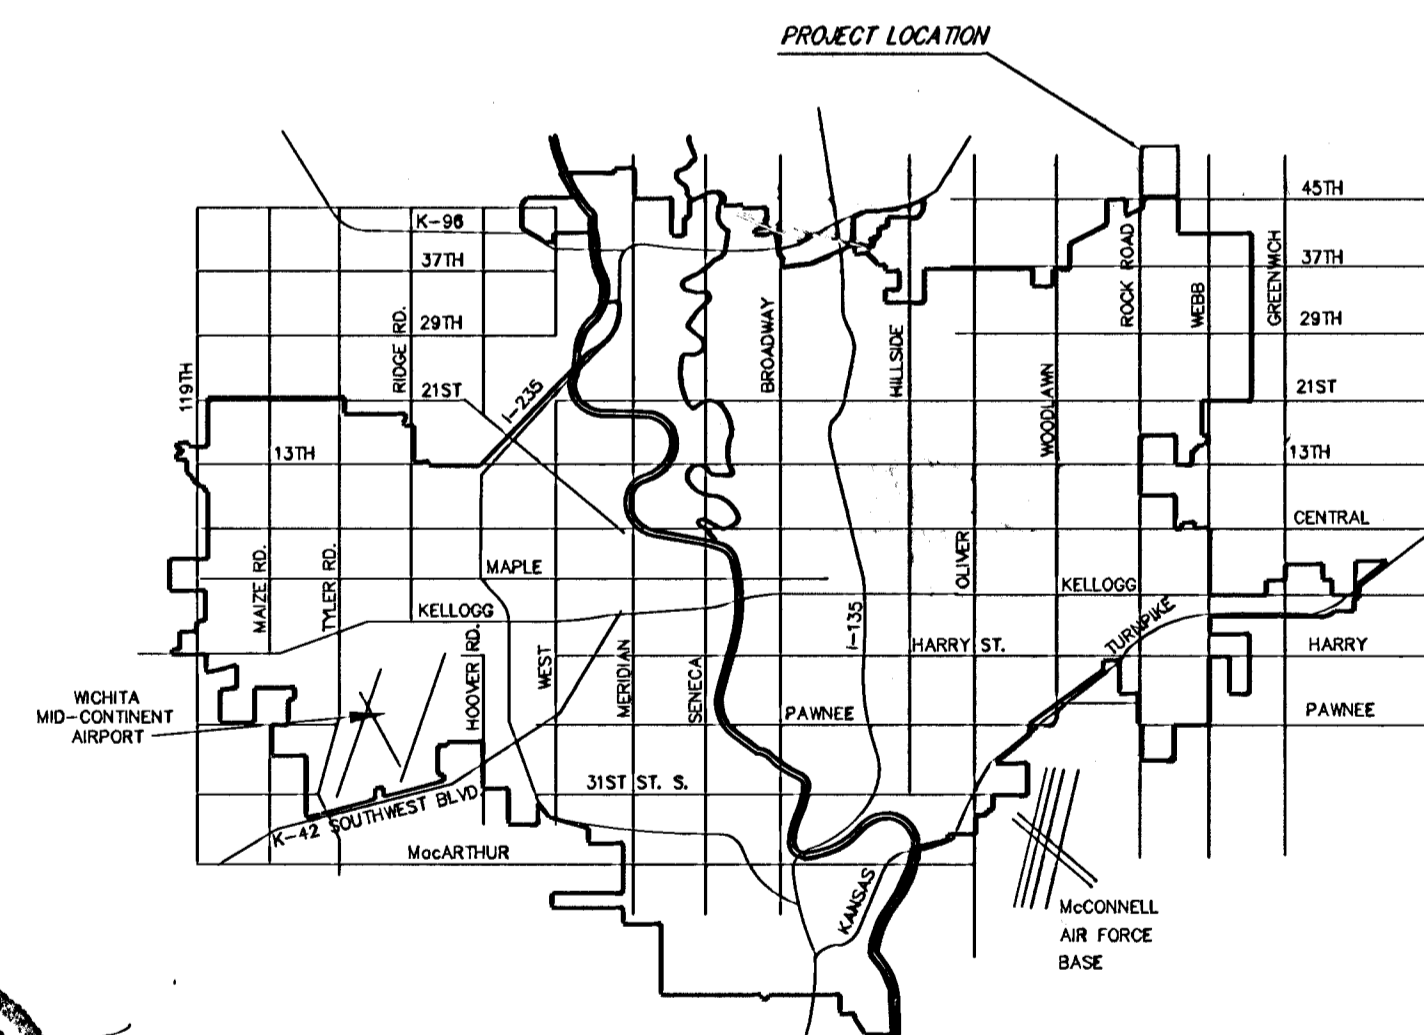 PROJECT LOCATION
45TH
K-96
37TH
37TH
29TH
29TH
119TH
RIDGE RD.
21ST
I-235
BROADWAY
HILLSIDE
WOODLAWN
ROCK ROAD
WEBB
GREENWICH
21ST
13TH
13TH
CENTRAL
MAIZE RD.
TYLER RD.
MAPLE
OLIVER
KELLOGG
KELLOGG
TURNPIKE
I-135
HARRY ST.
HARRY
HOOVER RD.
WEST
MERIDIAN
SENECA
PAWNEE
PAWNEE
WICHITA
MID-CONTINENT
AIRPORT
31ST ST. S.
K-42 SOUTHWEST BLVD.
MacARTHUR
KANSAS
McCONNELL
AIR FORCE
BASE